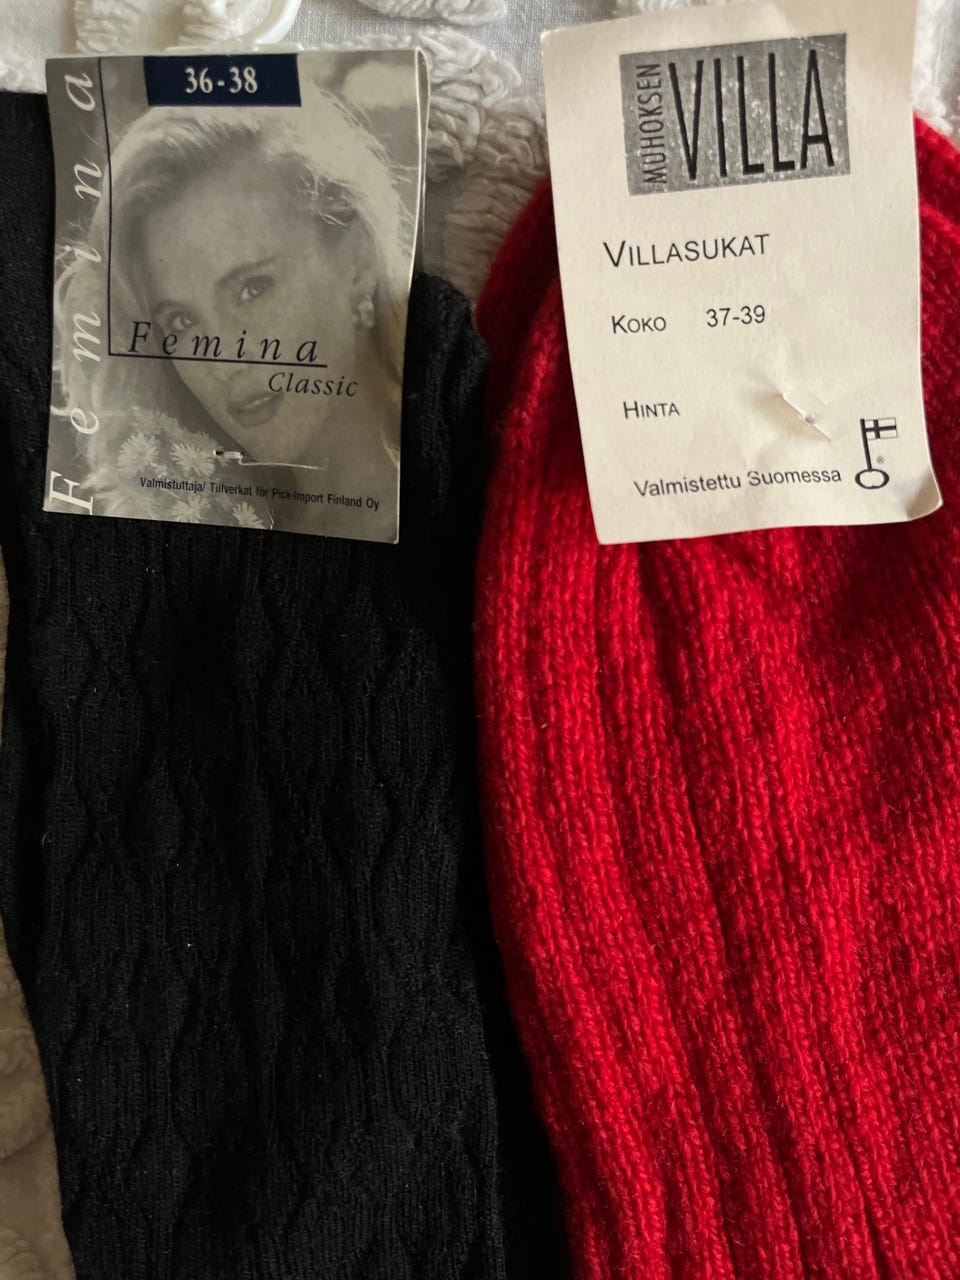 36-38
Femina
Femina
Classic
Valmistuttaja/ Tillverkat för Pick-Import Finland Oy
MUHOKSEN
VILLA
VILLASUKAT
KOKO 37-39
HINTA
Valmistettu Suomessa
®